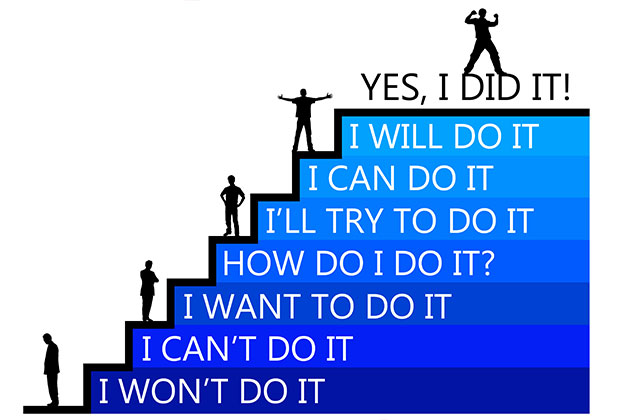 YES, I DID IT!
I WILL DO IT
I CAN DO IT
I'LL TRY TO DO IT
HOW DO I DO IT?
I WANT TO DO IT
I CAN'T DO IT
I WON'T DO IT